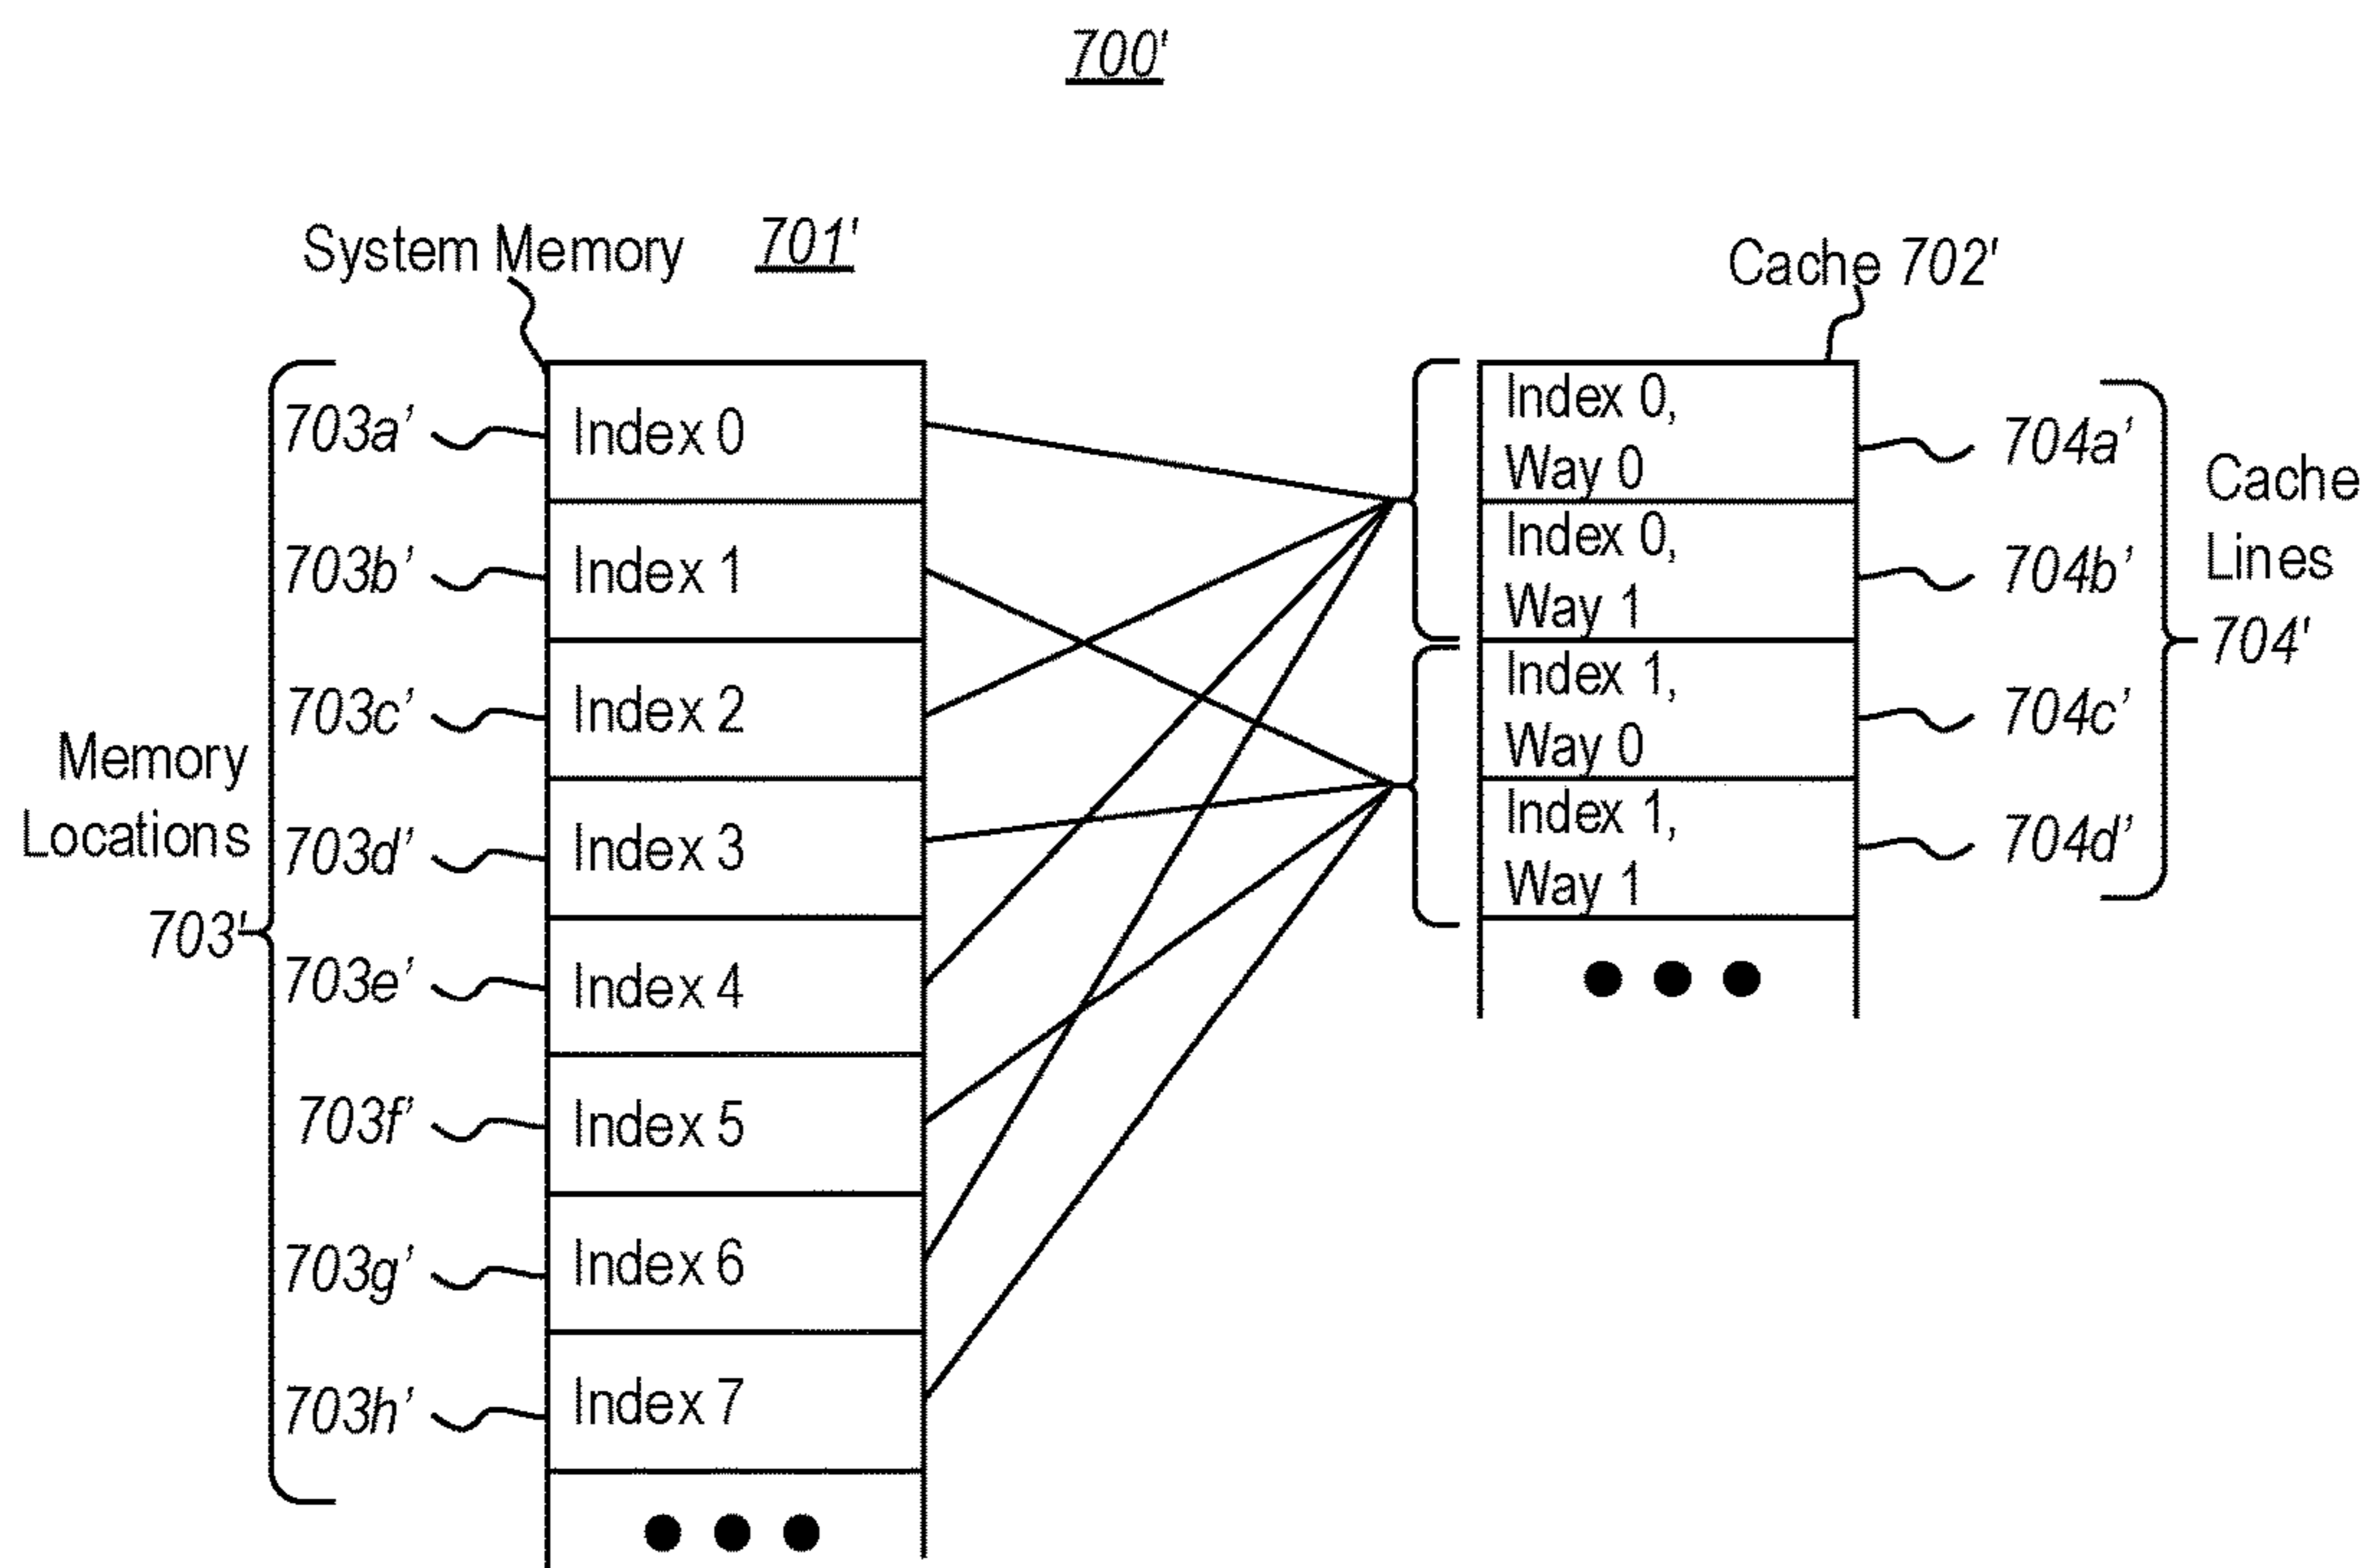 700'
System Memory 701'
Cache 702'
Memory
Locations
703'
703a'
703b'
703c'
703d'
703e'
703f'
703g'
703h'
Index 0
Index 1
Index 2
Index 3
Index 4
Index 5
Index 6
Index 7
Index 0,
Way 0
Index 0,
Way 1
Index 1,
Way 0
Index 1,
Way 1
704a'
704b'
704c'
704d'
Cache
Lines
704'